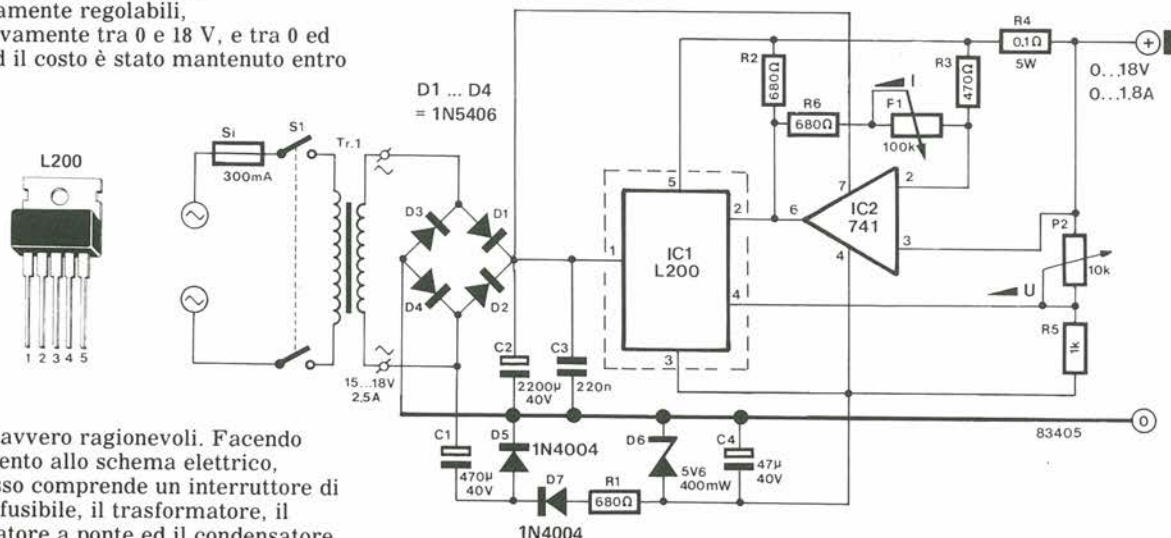 amente regolabili,
vamente tra 0 e 18 V, e tra 0 ed
d il costo è stato mantenuto entro
D1 ... D4
= 1N5406
L200
1 2 3 4 5
Si
300mA
S1
Tr.1
15...18V
2,5A
D3
D1
D4
D2
C2
2200µ
40V
C3
220n
C1
470µ
40V
D5
1N4004
D7
1N4004
R1
680Ω
D6
5V6
400mW
C4
47µ
40V
IC1
L200
1
2
3
4
5
R2
680Ω
R6
680Ω
I
F1
100k
R3
470Ω
R4
0,1Ω
5W
IC2
741
2
3
4
6
7
P2
10k
U
R5
1k
+
0...18V
0...1,8A
0
83405
avvero ragionevoli. Facendo
ento allo schema elettrico,
sso comprende un interruttore di
fusibile, il trasformatore, il
atore a ponte ed il condensatore